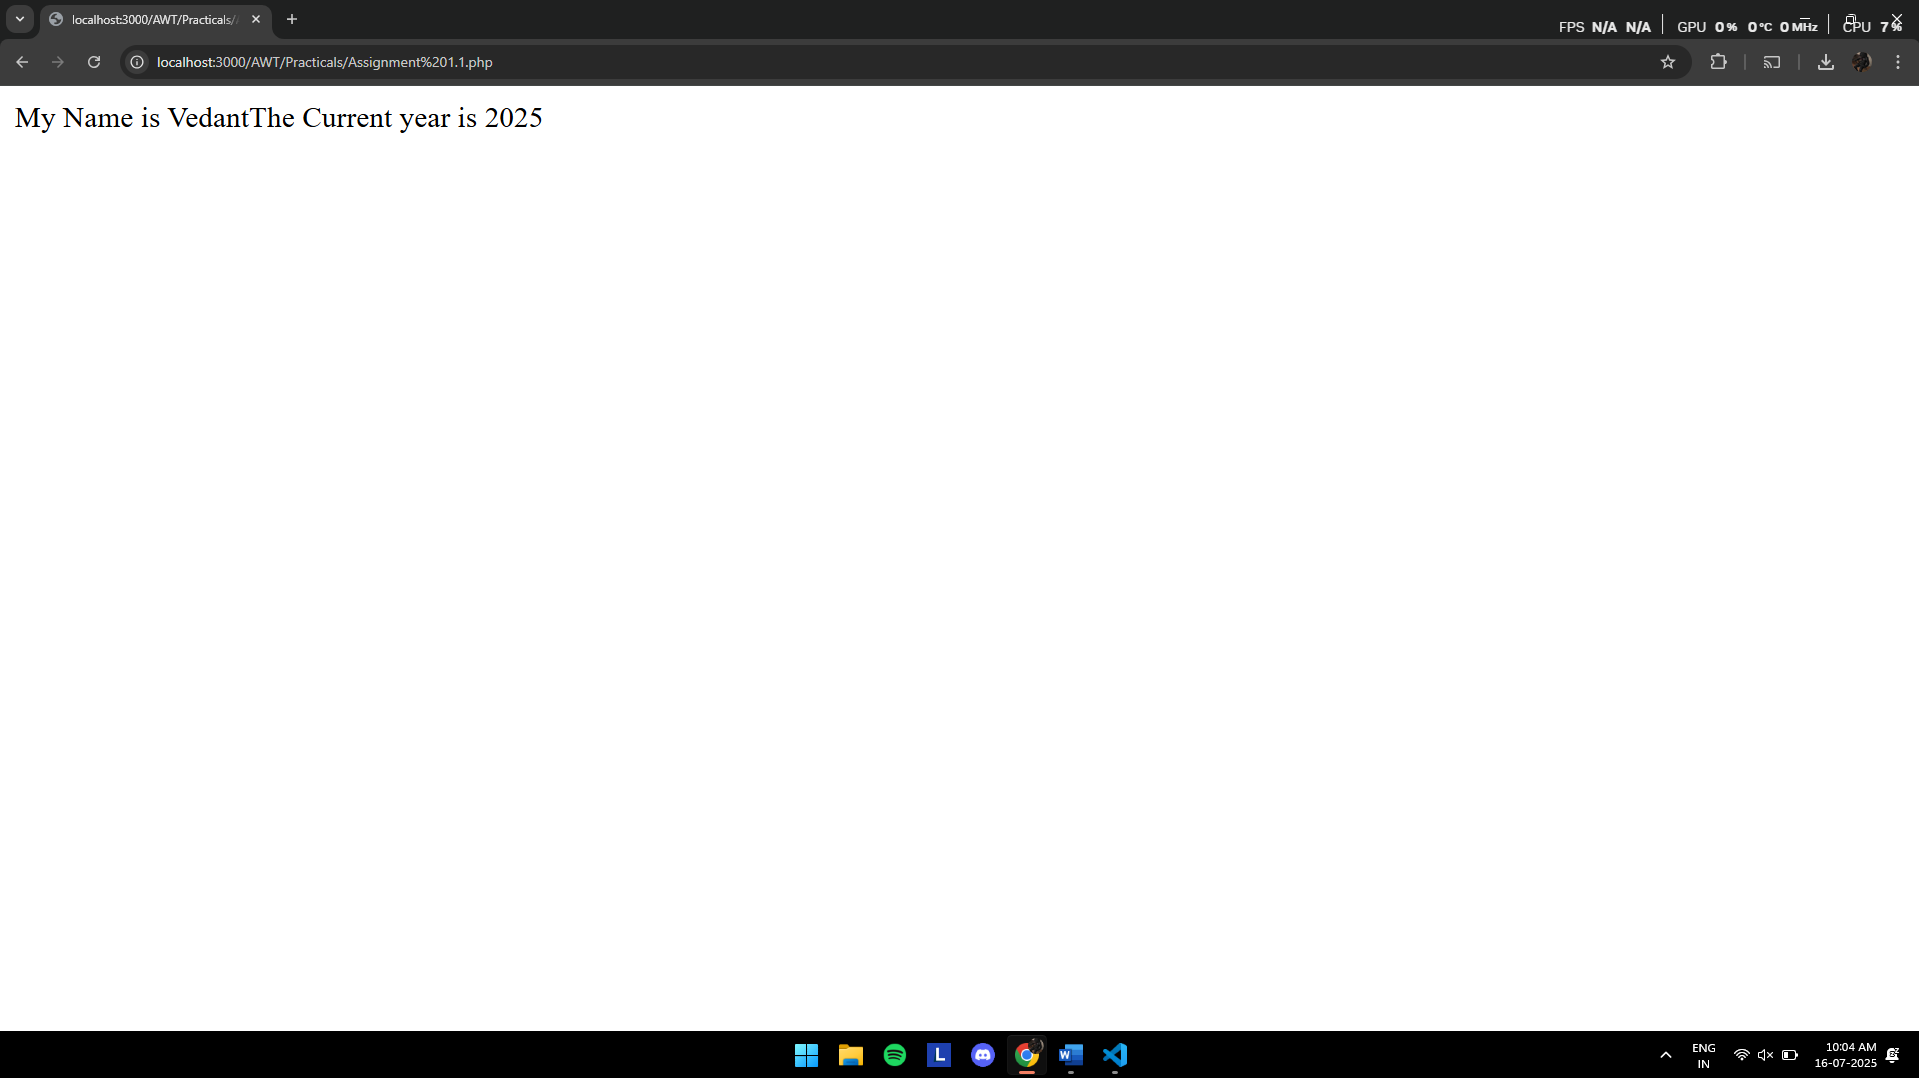 localhost:3000/AWT/Practicals/
FPS N/A N/A GPU 0% 0°C 0 MHz CPU 7%
localhost:3000/AWT/Practicals/Assignment%201.1.php
My Name is VedantThe Current year is 2025
L
W
ENG
IN
10:04 AM
16-07-2025